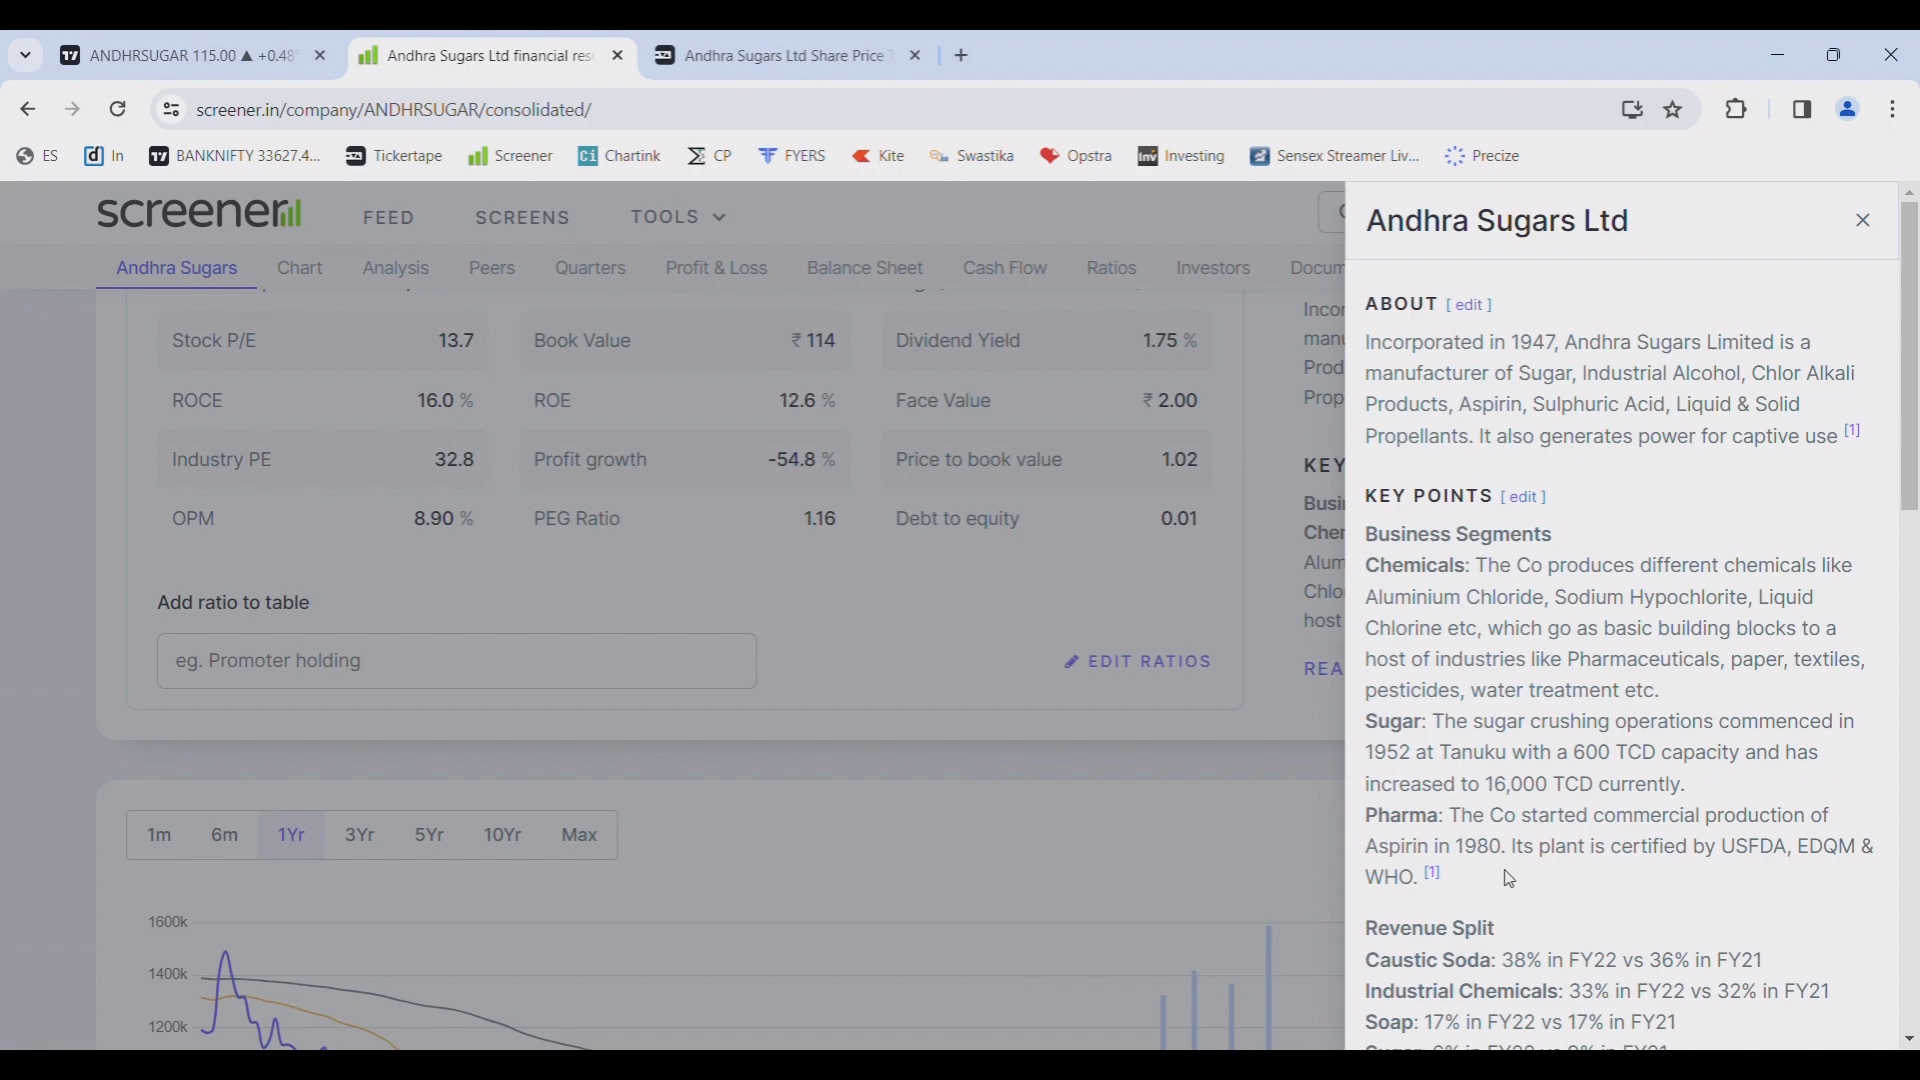 ANDHRSUGAR 115.00 ▲ +0.48
Andhra Sugars Ltd financial res
Andhra Sugars Ltd Share Price T
screener.in/company/ANDHRSUGAR/consolidated/
ES
In
BANKNIFTY 33627.4...
Tickertape
Screener
Chartink
CP
FYERS
Kite
Swastika
Opstra
Investing
Sensex Streamer Liv...
Precize
screener
FEED
SCREENS
TOOLS
Andhra Sugars
Chart
Analysis
Peers
Quarters
Profit & Loss
Balance Sheet
Cash Flow
Ratios
Investors
Docum
Stock P/E 13.7
Book Value ₹ 114
Dividend Yield 1.75 %
ROCE 16.0 %
ROE 12.6 %
Face Value ₹ 2.00
Industry PE 32.8
Profit growth -54.8 %
Price to book value 1.02
OPM 8.90 %
PEG Ratio 1.16
Debt to equity 0.01
Add ratio to table
eg. Promoter holding
EDIT RATIOS
Incor
manu
Prod
Prop
KEY
Busi
Cher
Alum
Chlo
host
REA
1m
6m
1Yr
3Yr
5Yr
10Yr
Max
1600k
1400k
1200k
Andhra Sugars Ltd
ABOUT [ edit ]
Incorporated in 1947, Andhra Sugars Limited is a
manufacturer of Sugar, Industrial Alcohol, Chlor Alkali
Products, Aspirin, Sulphuric Acid, Liquid & Solid
Propellants. It also generates power for captive use [1]
KEY POINTS [ edit ]
Business Segments
Chemicals: The Co produces different chemicals like
Aluminium Chloride, Sodium Hypochlorite, Liquid
Chlorine etc, which go as basic building blocks to a
host of industries like Pharmaceuticals, paper, textiles,
pesticides, water treatment etc.
Sugar: The sugar crushing operations commenced in
1952 at Tanuku with a 600 TCD capacity and has
increased to 16,000 TCD currently.
Pharma: The Co started commercial production of
Aspirin in 1980. Its plant is certified by USFDA, EDQM &
WHO. [1]
Revenue Split
Caustic Soda: 38% in FY22 vs 36% in FY21
Industrial Chemicals: 33% in FY22 vs 32% in FY21
Soap: 17% in FY22 vs 17% in FY21